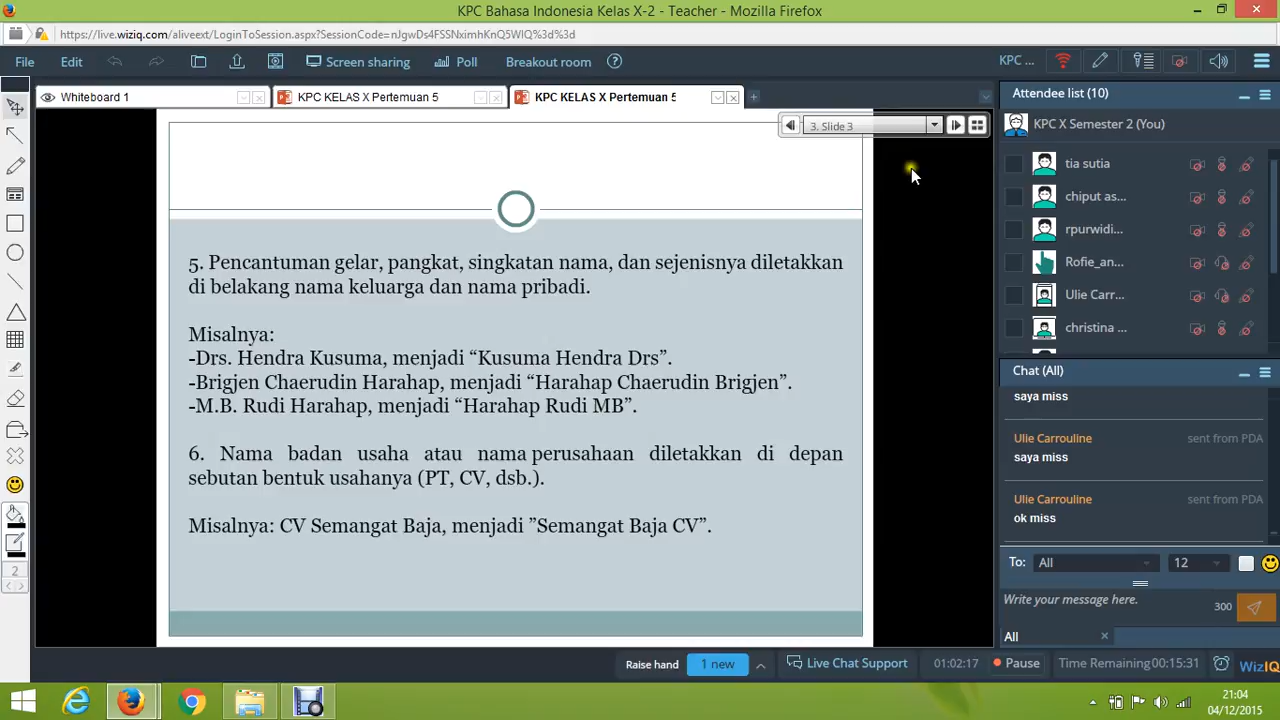 KPC Bahasa Indonesia Kelas X-2 - Teacher - Mozilla Firefox
https://live.wiziq.com/aliveext/LoginToSession.aspx?SessionCode=nJgwDs4FSSNximhKnQ5WIQ%3d%3d
File Edit Screen sharing Poll Breakout room KPC ...
Whiteboard 1 KPC KELAS X Pertemuan 5 KPC KELAS X Pertemuan 5
3. Slide 3
5. Pencantuman gelar, pangkat, singkatan nama, dan sejenisnya diletakkan
di belakang nama keluarga dan nama pribadi.
Misalnya:
-Drs. Hendra Kusuma, menjadi “Kusuma Hendra Drs”.
-Brigjen Chaerudin Harahap, menjadi “Harahap Chaerudin Brigjen”.
-M.B. Rudi Harahap, menjadi “Harahap Rudi MB”.
6. Nama badan usaha atau nama perusahaan diletakkan di depan
sebutan bentuk usahanya (PT, CV, dsb.).
Misalnya: CV Semangat Baja, menjadi ”Semangat Baja CV”.
2
Attendee list (10)
KPC X Semester 2 (You)
tia sutia
chiput as...
rpurwidi...
Rofie_an...
Ulie Carr...
christina ...
Chat (All)
saya miss
Ulie Carrouline sent from PDA
saya miss
Ulie Carrouline sent from PDA
ok miss
To: All 12
Write your message here.
300
All
Raise hand 1 new Live Chat Support 01:02:17 Pause Time Remaining 00:15:31 WizIQ
21:04
04/12/2015